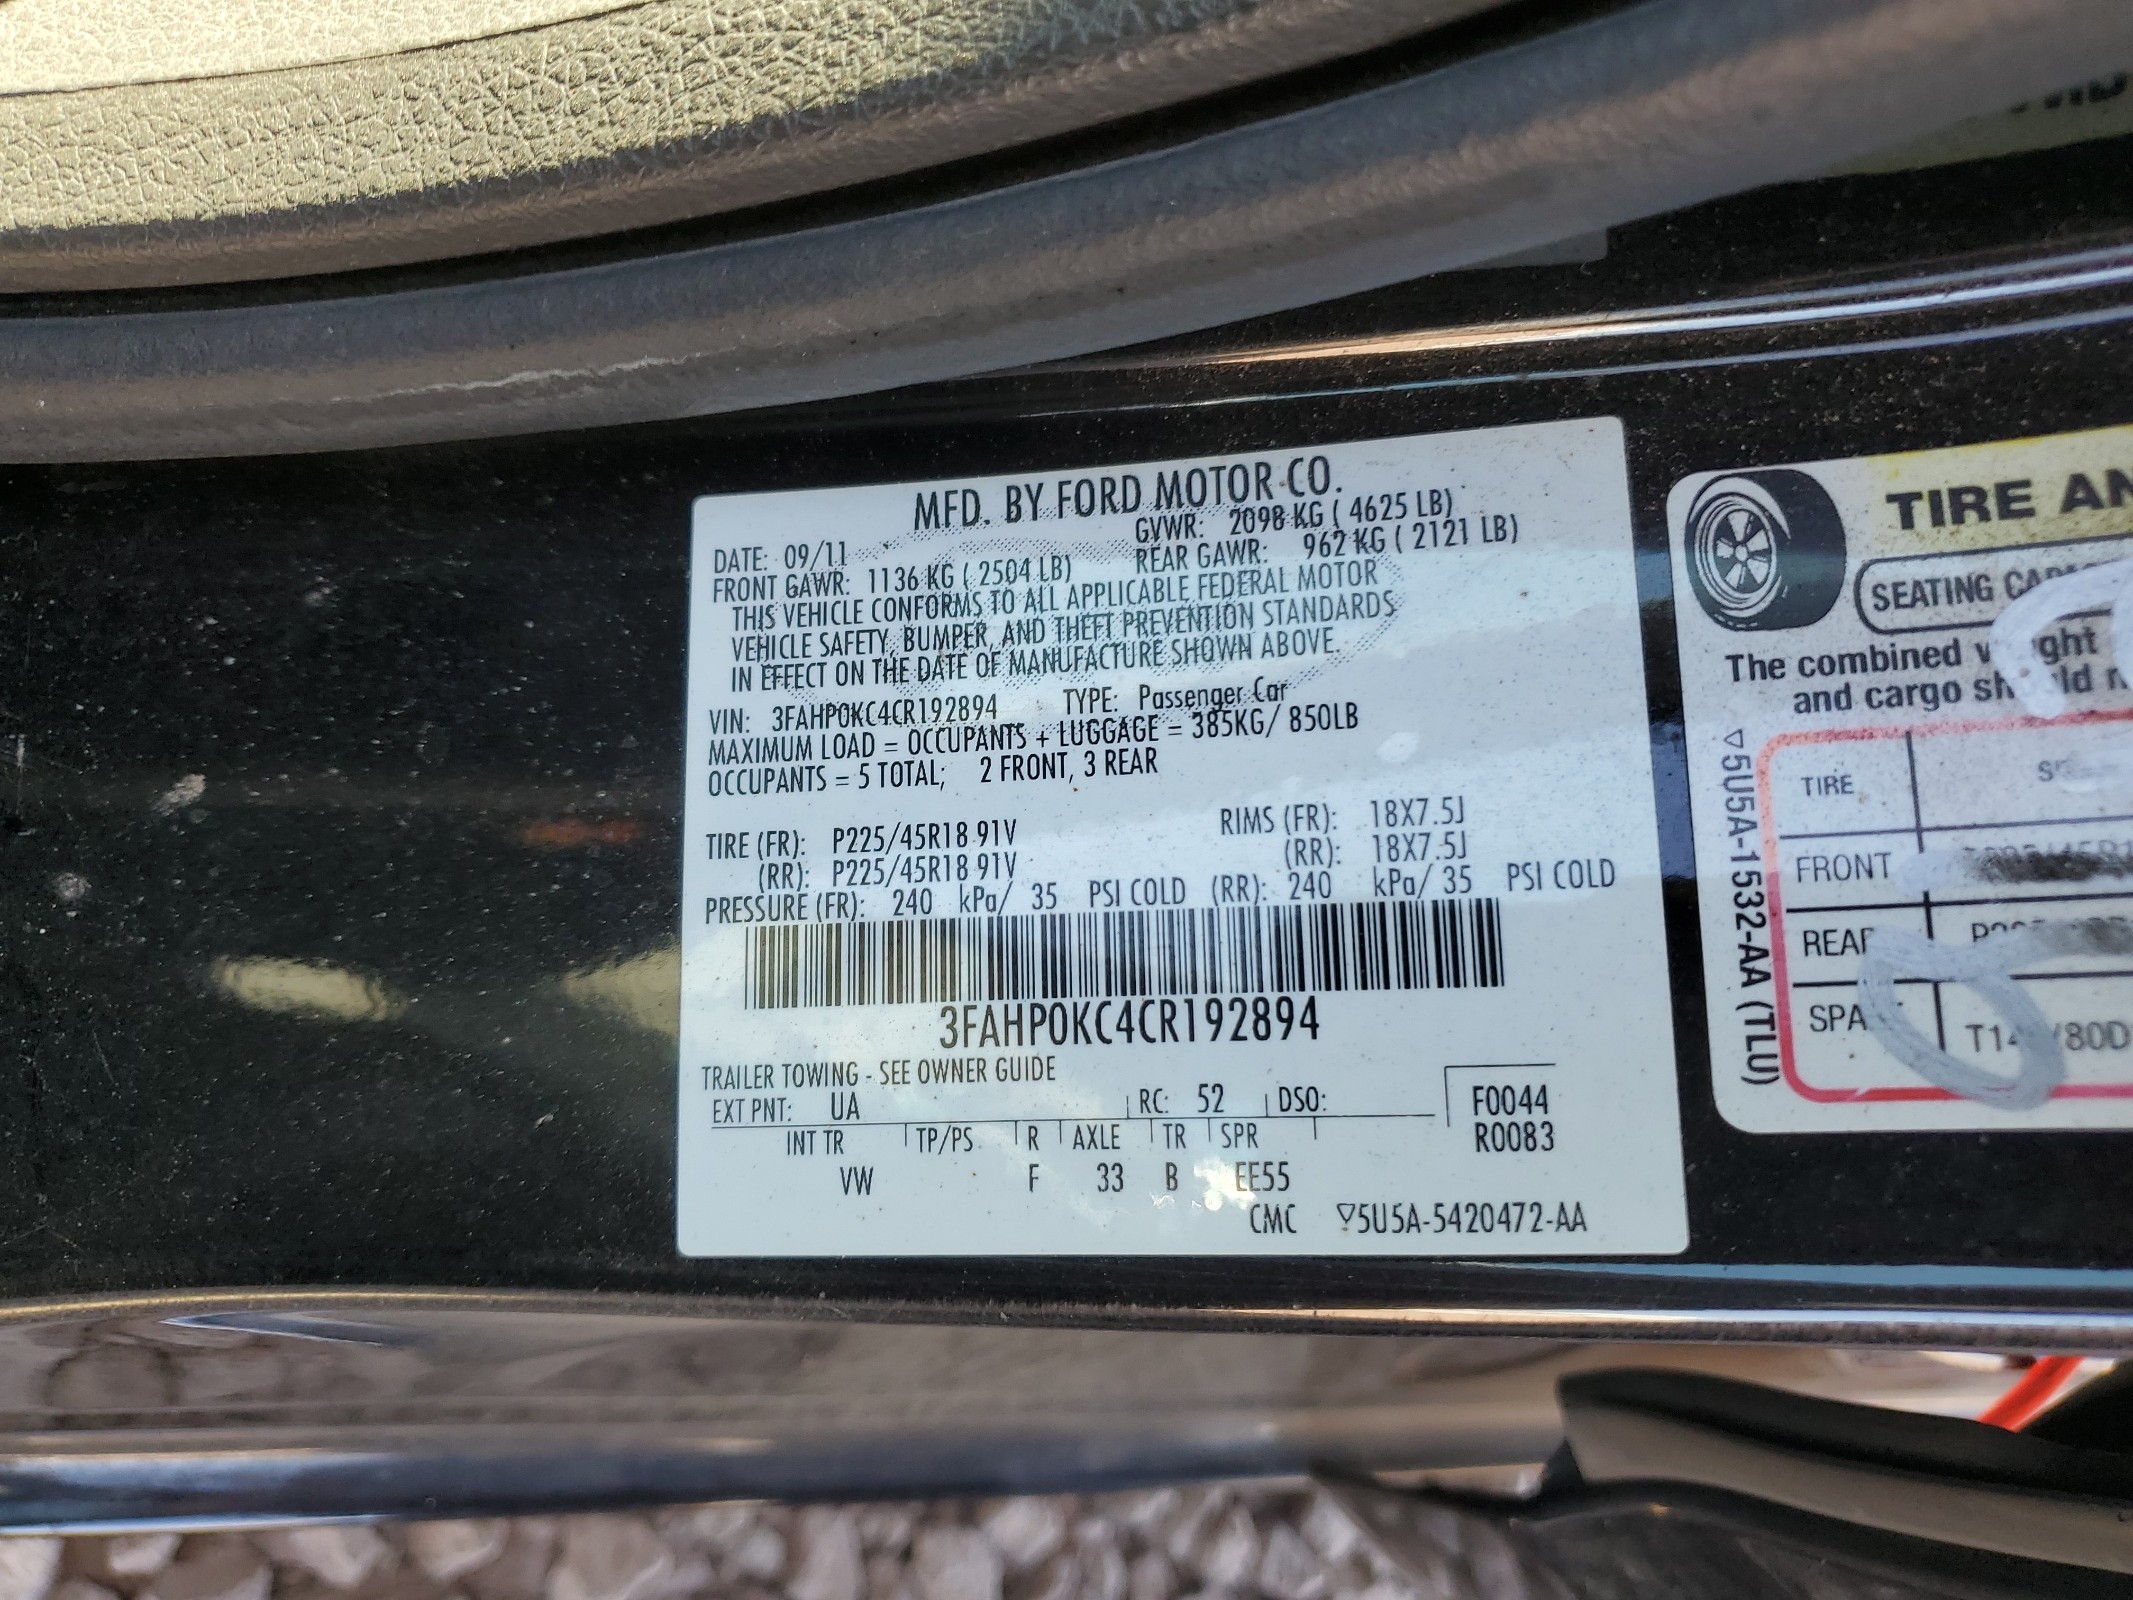 MFD. BY FORD MOTOR CO.
DATE: 09/11 GVWR: 2098 KG ( 4625 LB)
FRONT GAWR: 1136 KG ( 2504 LB) REAR GAWR: 962 KG ( 2121 LB)
THIS VEHICLE CONFORMS TO ALL APPLICABLE FEDERAL MOTOR
VEHICLE SAFETY, BUMPER, AND THEFT PREVENTION STANDARDS
IN EFFECT ON THE DATE OF MANUFACTURE SHOWN ABOVE.
VIN: 3FAHP0KC4CR192894 TYPE: Passenger Car
MAXIMUM LOAD = OCCUPANTS + LUGGAGE = 385KG/ 850LB
OCCUPANTS = 5 TOTAL; 2 FRONT, 3 REAR
TIRE (FR): P225/45R18 91V RIMS (FR): 18X7.5J
(RR): P225/45R18 91V (RR): 18X7.5J
PRESSURE (FR): 240 kPa/ 35 PSI COLD (RR): 240 kPa/ 35 PSI COLD
3FAHP0KC4CR192894
TRAILER TOWING - SEE OWNER GUIDE
EXT PNT: UA RC: 52 DSO: F0044
INT TR TP/PS R AXLE TR SPR R0083
VW F 33 B EE55
CMC ▽5U5A-5420472-AA
TIRE
SEATING
The combined
and cargo
▽5U5A-1532-AA (TLU)
TIRE
FRONT